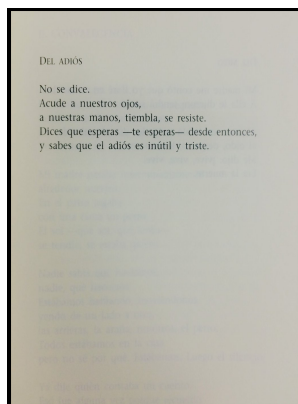 DEL ADIÓS
No se dice.
Acude a nuestros ojos,
a nuestras manos, tiembla, se resiste.
Dices que esperas —te esperas— desde entonces,
y sabes que el adiós es inútil y triste.